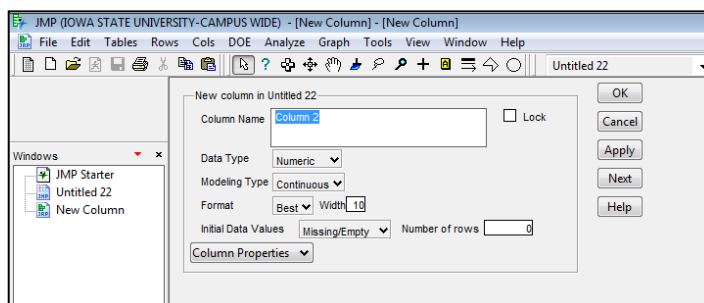 JMP (IOWA STATE UNIVERSITY-CAMPUS WIDE) - [New Column] - [New Column]
File Edit Tables Rows Cols DOE Analyze Graph Tools View Window Help
Untitled 22
New column in Untitled 22
Column Name Column 2 Lock
Data Type Numeric
Modeling Type Continuous
Format Best Width 10
Initial Data Values Missing/Empty Number of rows 0
Column Properties
OK
Cancel
Apply
Next
Help
Windows
JMP Starter
Untitled 22
New Column